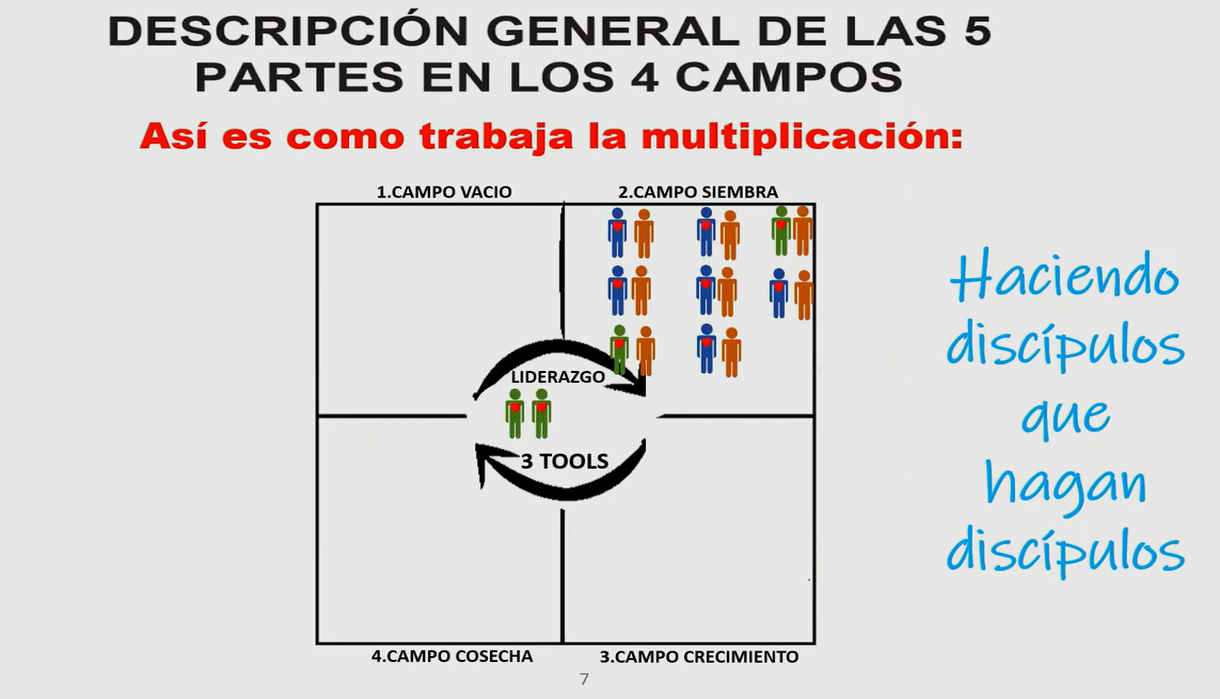 DESCRIPCIÓN GENERAL DE LAS 5
PARTES EN LOS 4 CAMPOS
Así es como trabaja la multiplicación:
1.CAMPO VACIO
2.CAMPO SIEMBRA
LIDERAZGO
3 TOOLS
4.CAMPO COSECHA
3.CAMPO CRECIMIENTO
Haciendo
discípulos
que
hagan
discípulos
7